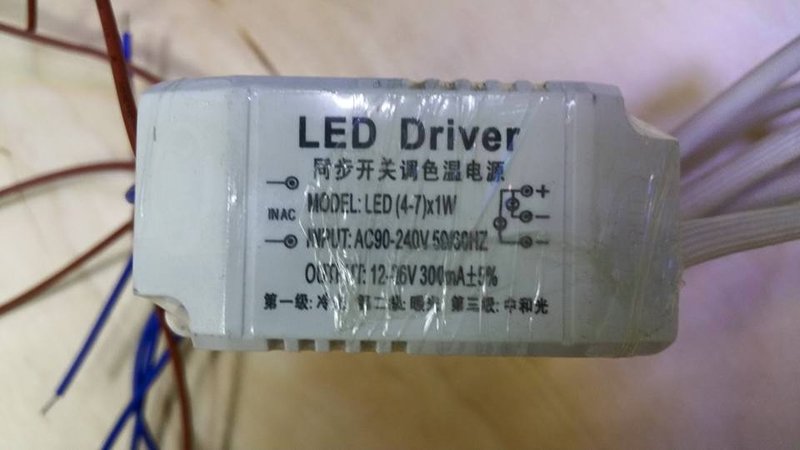 LED Driver
同步开关调色温电源
INAC
MODEL: LED (4-7)x1W
INPUT: AC90-240V 50/60HZ
OUTPUT: 300mA±5%
第一级: 第二级: 暖光 第三级: 中和光
+
−
−